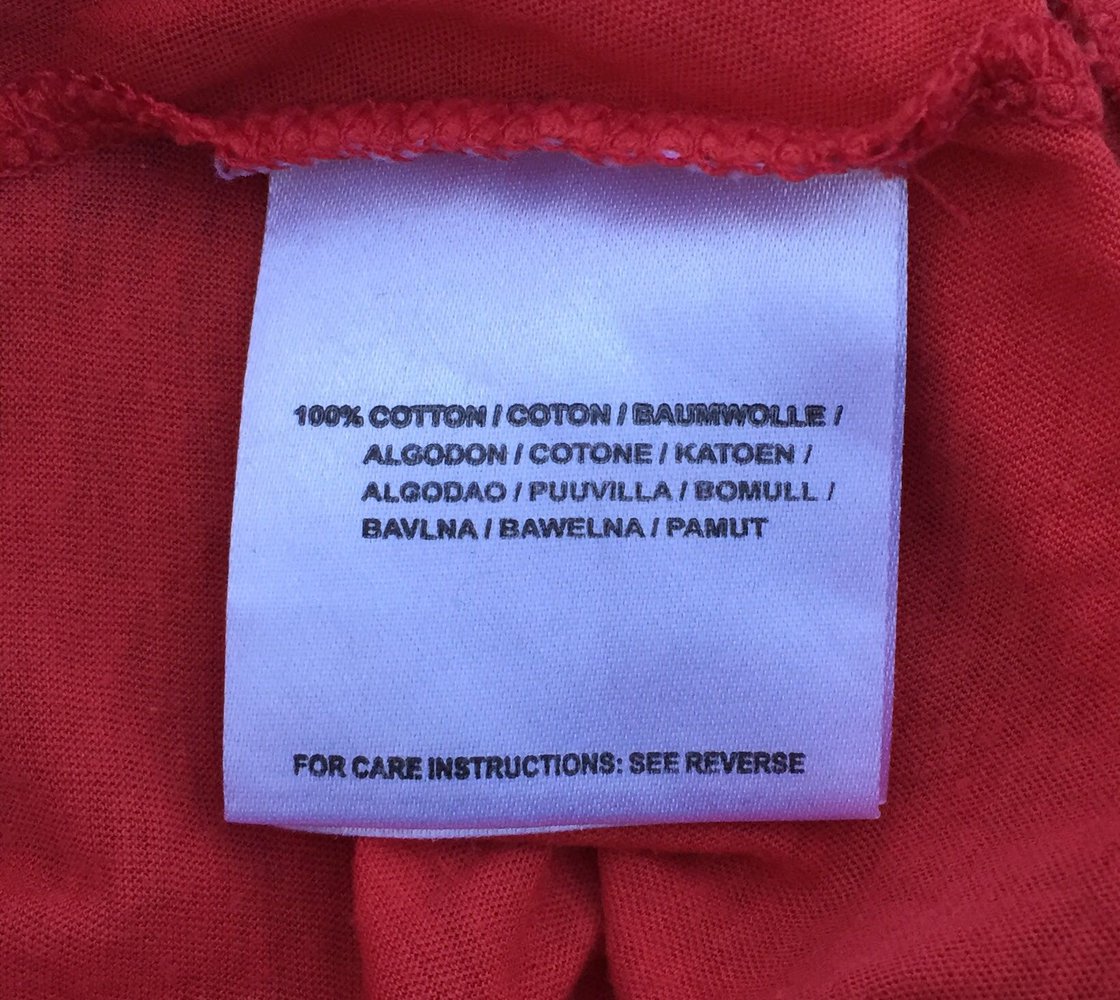 100% COTTON / COTON / BAUMWOLLE /
ALGODON / COTONE / KATOEN /
ALGODAO / PUUVILLA / BOMULL /
BAVLNA / BAWELNA / PAMUT
FOR CARE INSTRUCTIONS: SEE REVERSE